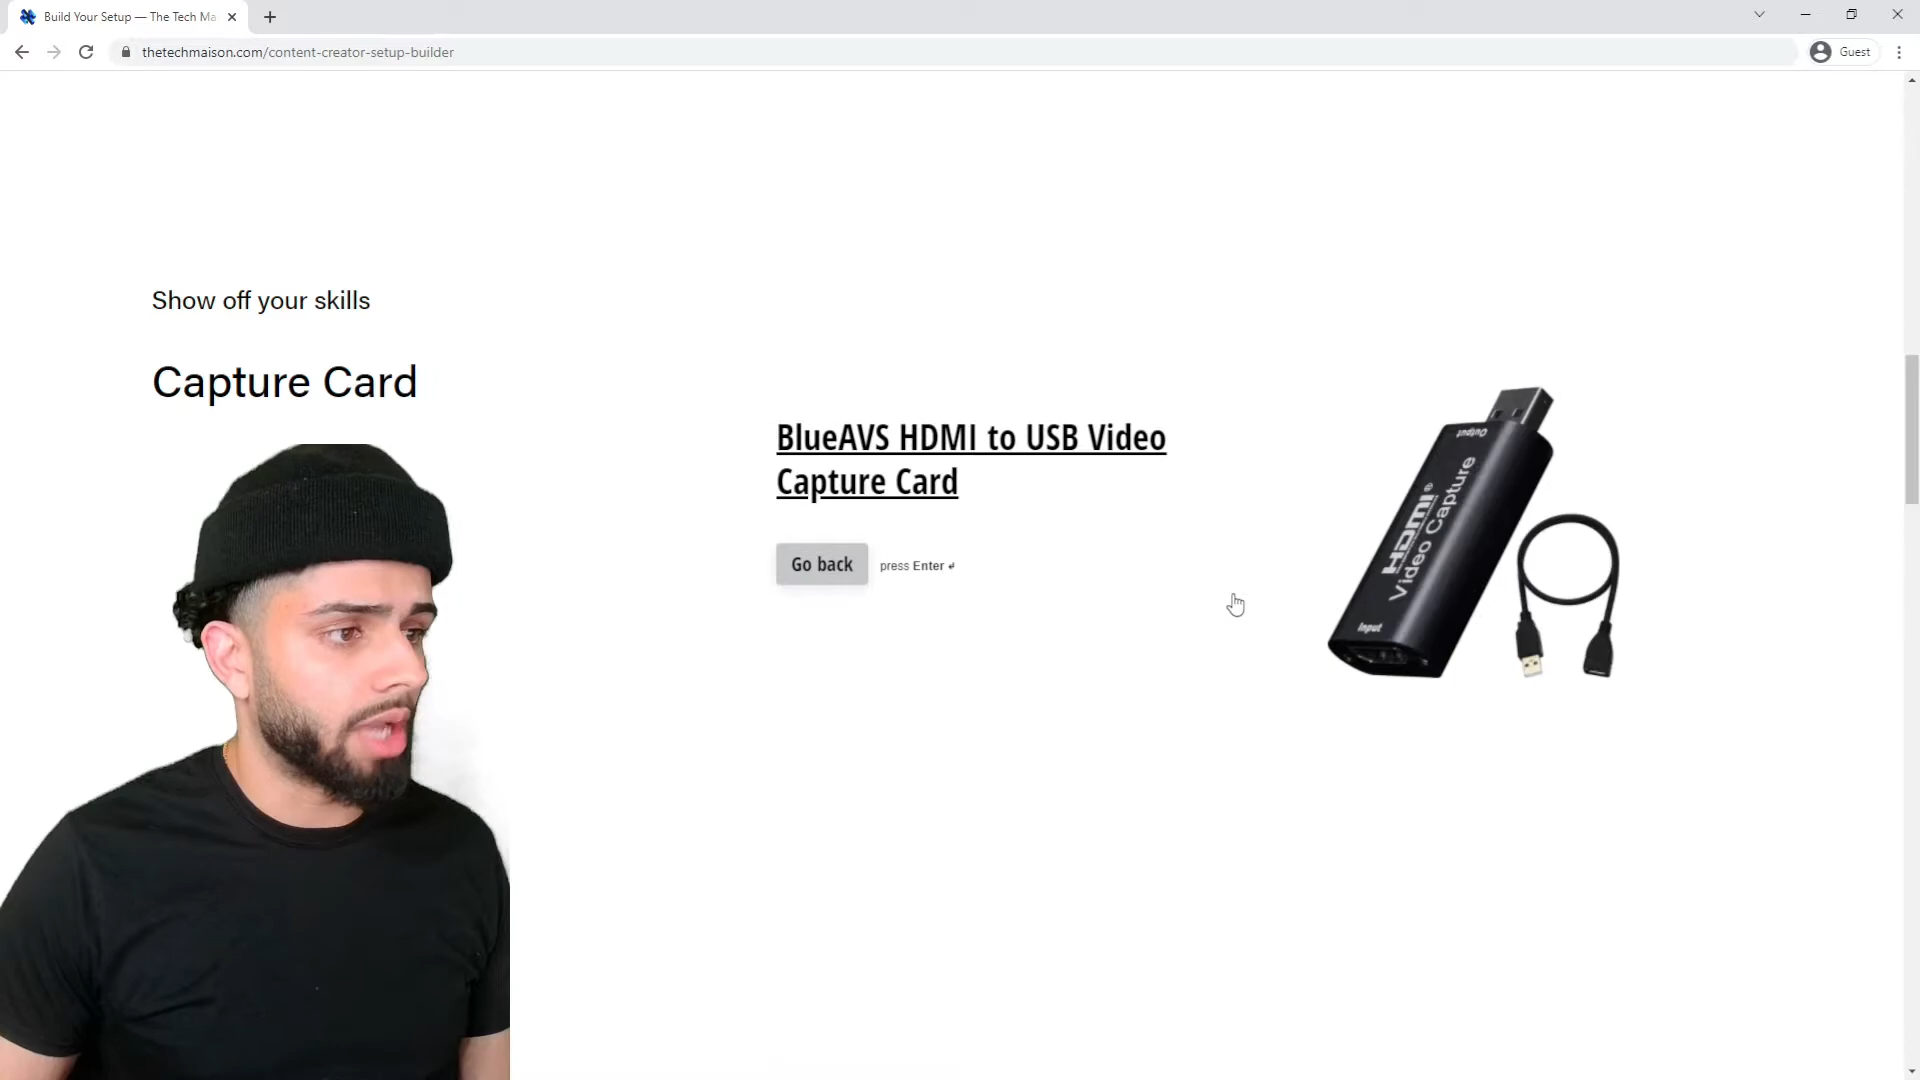 Build Your Setup — The Tech Ma
thetechmaison.com/content-creator-setup-builder
Guest
Show off your skills
Capture Card
BlueAVS HDMI to USB Video
Capture Card
Go back
press Enter ↵
Output
HDMI®
Video Capture
Input